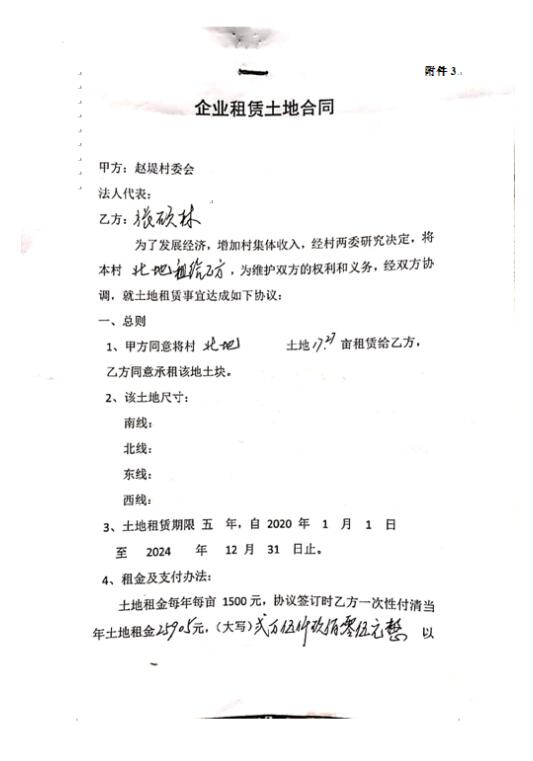 附件 3
企业租赁土地合同
甲方：赵堤村委会
法人代表：
乙方：张硕林
为了发展经济，增加村集体收入，经村两委研究决定，将
本村 北地租给乙方，为维护双方的权利和义务，经双方协
调，就土地租赁事宜达成如下协议：
一、总则
1、甲方同意将村 北地 土地 17.27 亩租赁给乙方，
乙方同意承租该地土块。
2、该土地尺寸：
南线：
北线：
东线：
西线：
3、土地租赁期限 五 年，自 2020 年 1 月 1 日
至 2024 年 12 月 31 日止。
4、租金及支付办法：
土地租金每年每亩 1500 元，协议签订时乙方一次性付清当
年土地租金25905元，（大写）贰万伍仟玖佰零伍元整 以